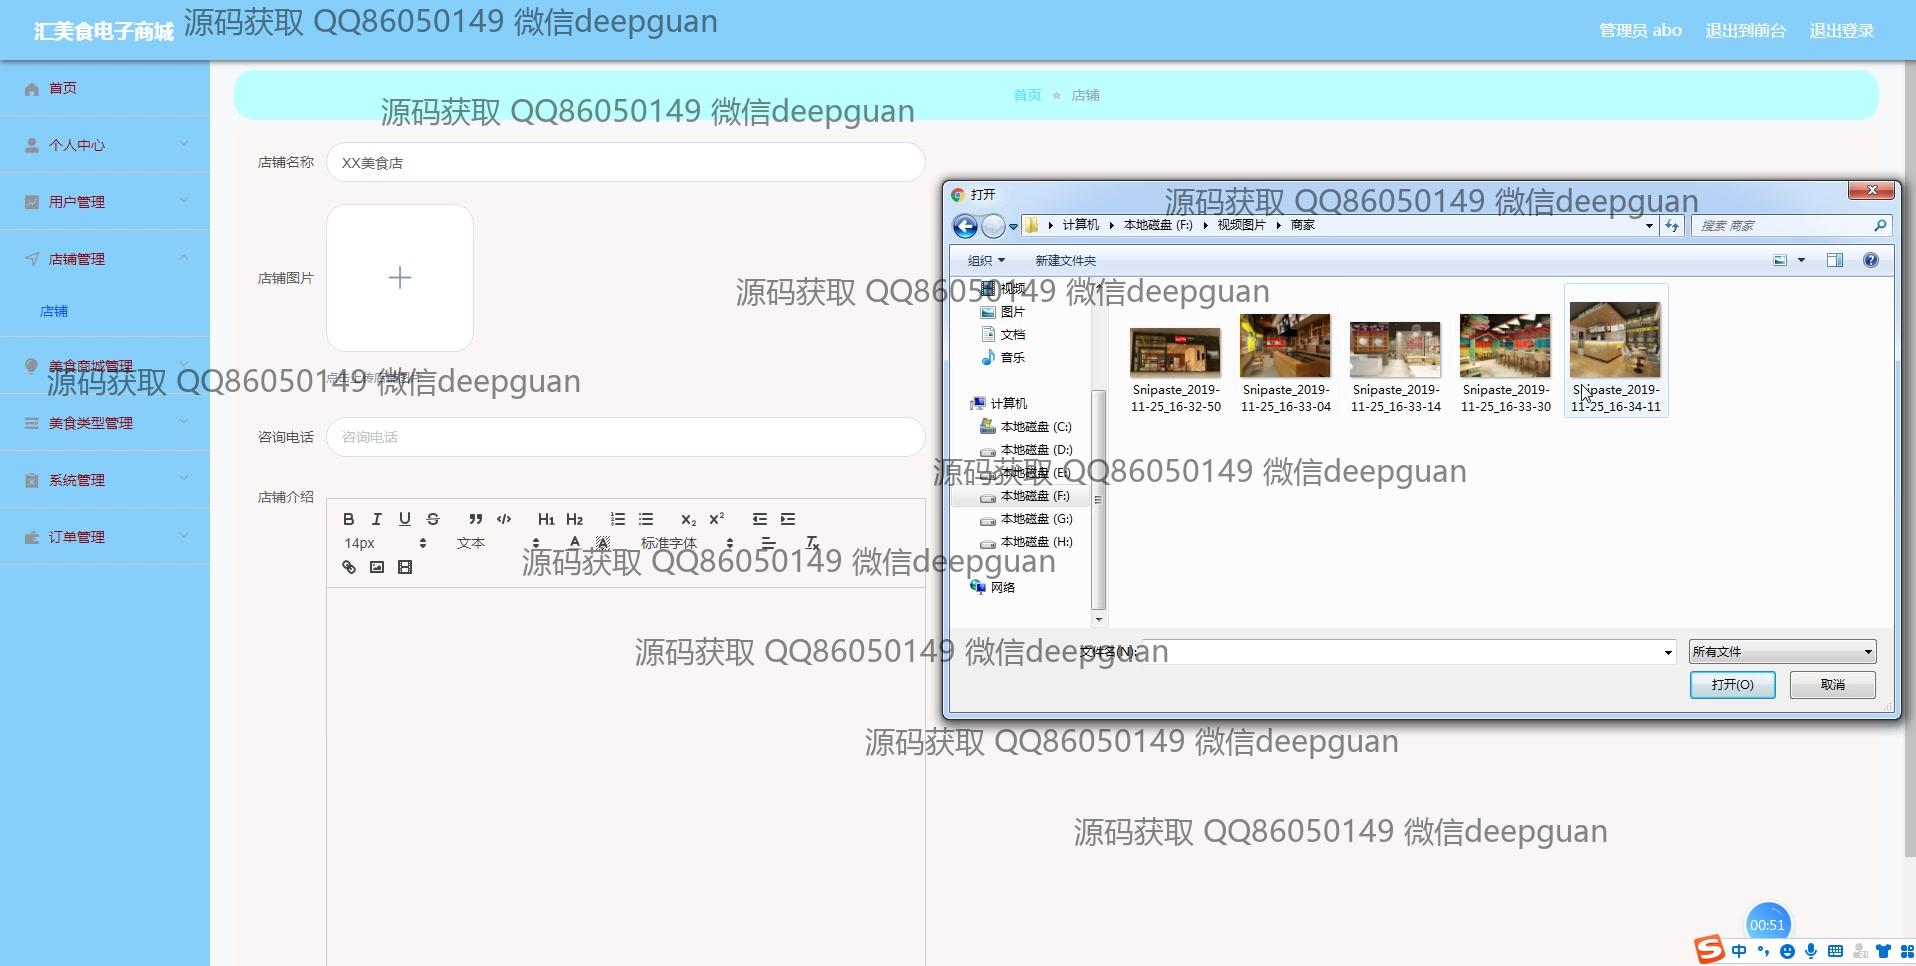 汇美食电子商城
源码获取 QQ86050149 微信deepguan
管理员 abo
退出到前台
退出登录
首页
个人中心
用户管理
店铺管理
店铺
美食商城管理
美食类型管理
系统管理
订单管理
首页 店铺
源码获取 QQ86050149 微信deepguan
店铺名称
XX美食店
店铺图片
源码获取 QQ86050149 微信deepguan
咨询电话
咨询电话
店铺介绍
B I U S H1 H2 X2 X2
14px 文本 A A 标准字体 Tx
源码获取 QQ86050149 微信deepguan
打开
源码获取 QQ86050149 微信deepguan
计算机 本地磁盘 (F:) 视频图片 商家
搜索 商家
组织 新建文件夹
源码获取 QQ86050149 微信deepguan
视频
图片
文档
音乐
计算机
本地磁盘 (C:)
本地磁盘 (D:)
本地磁盘 (E:)
本地磁盘 (F:)
本地磁盘 (G:)
本地磁盘 (H:)
网络
Snipaste_2019-
11-25_16-32-50
Snipaste_2019-
11-25_16-33-04
Snipaste_2019-
11-25_16-33-14
Snipaste_2019-
11-25_16-33-30
Snipaste_2019-
11-25_16-34-11
源码获取 QQ86050149 微信deepguan
文件名(N):
所有文件
源码获取 QQ86050149 微信deepguan
打开(O)
取消
源码获取 QQ86050149 微信deepguan
源码获取 QQ86050149 微信deepguan
00:51
中